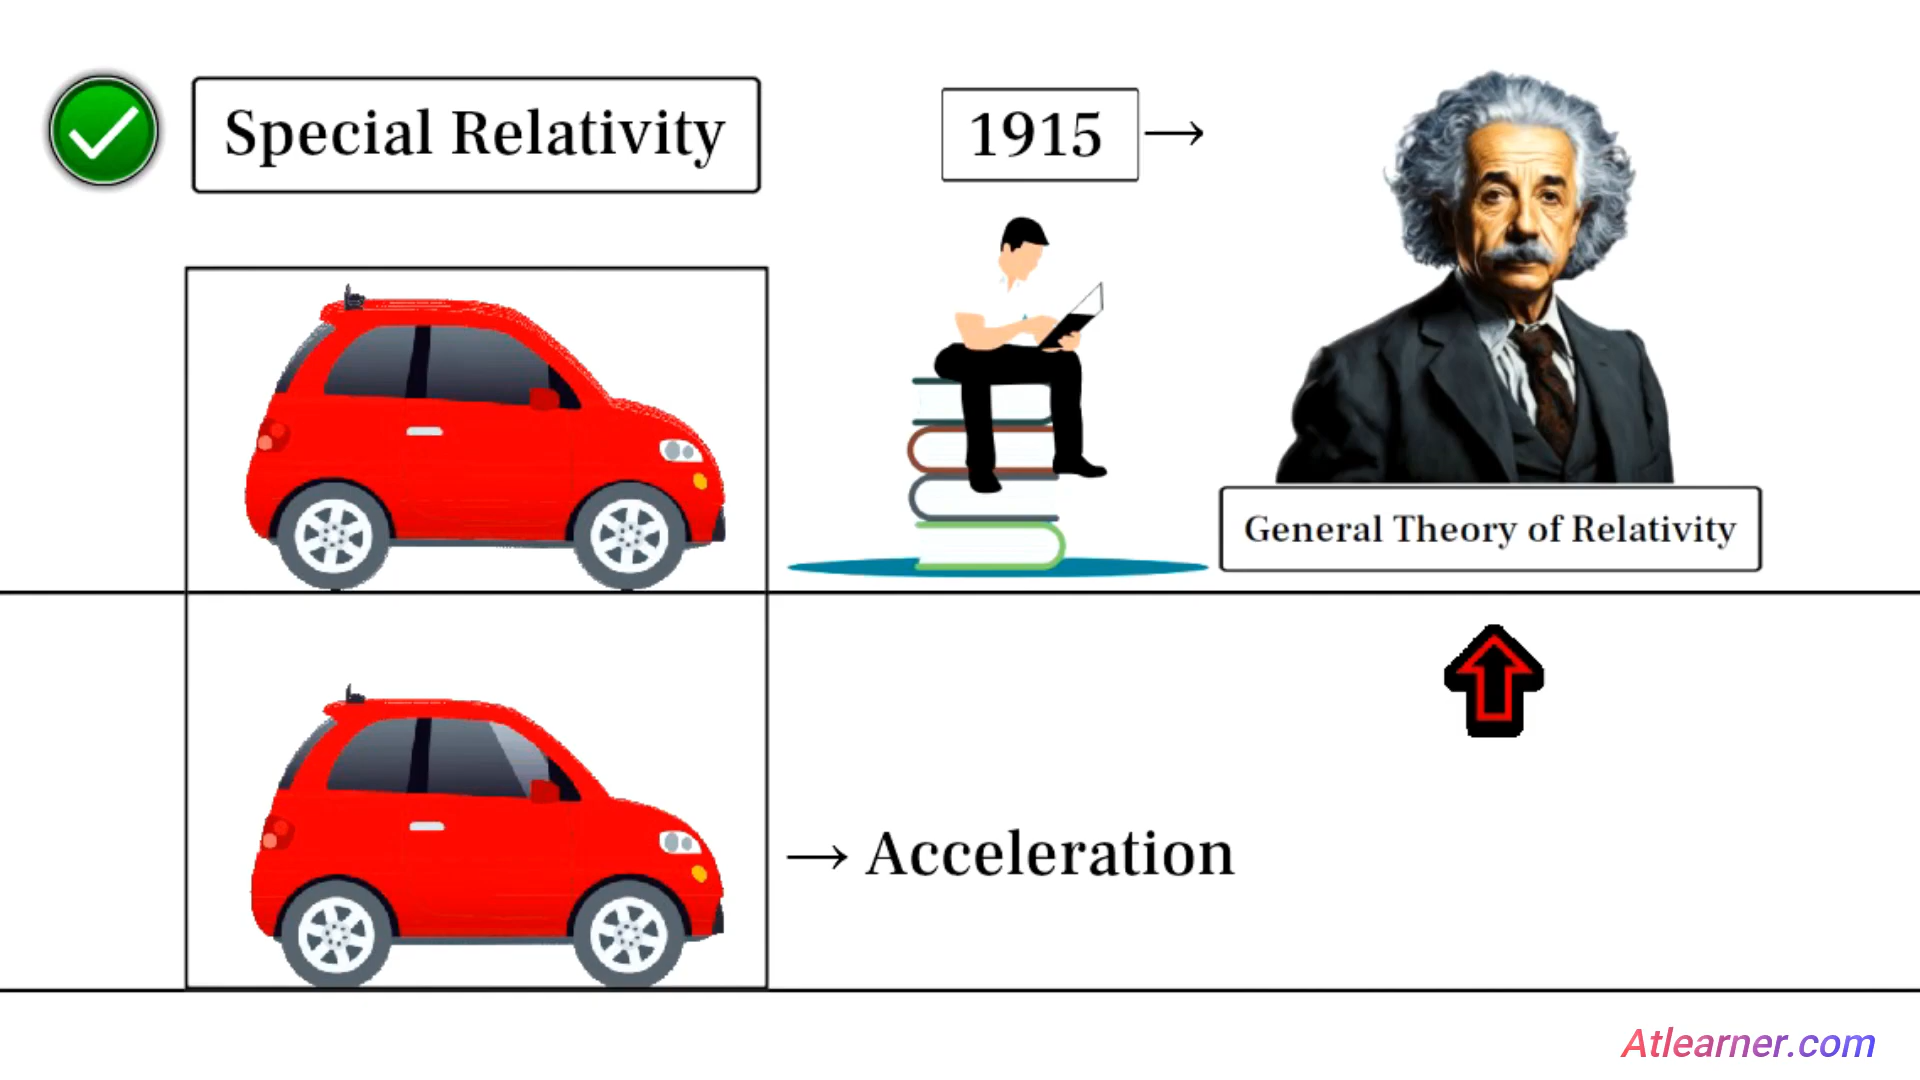 Special Relativity
1915 →
General Theory of Relativity
→ Acceleration
Atlearner.com